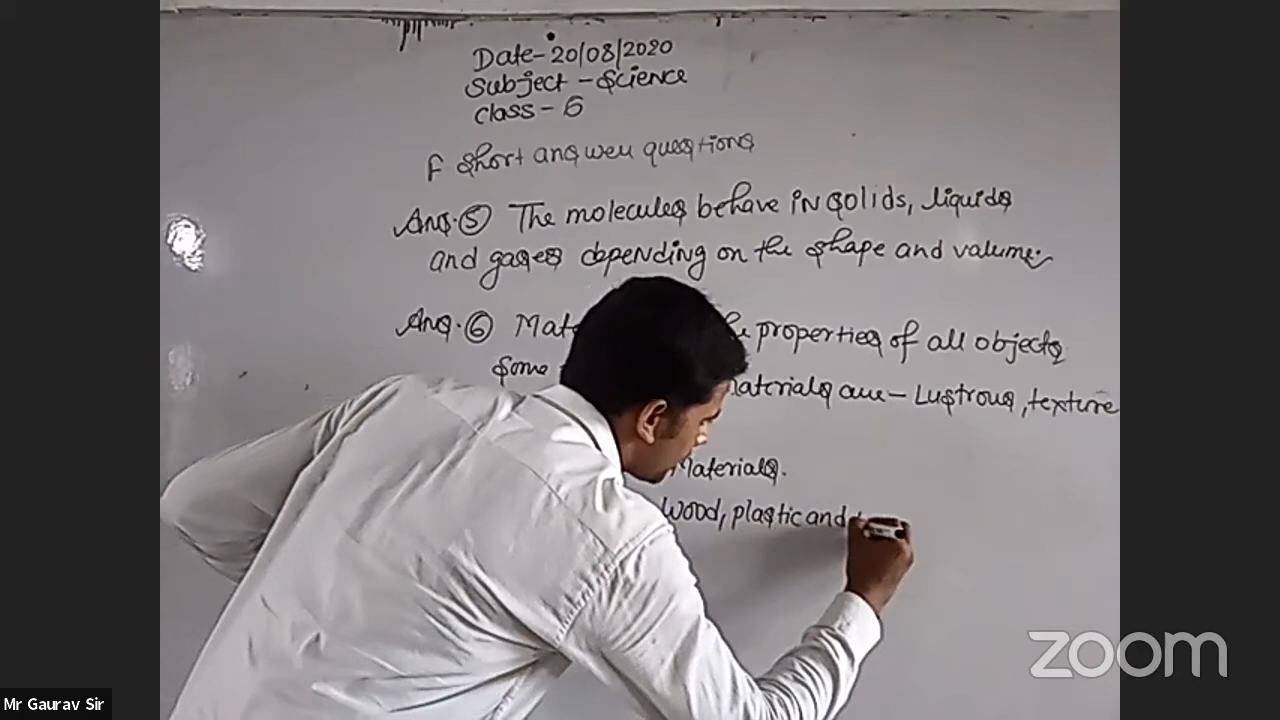 Date-20/08/2020
Subject-Science
Class-6
F Short answer questions
Ans.⑤ The molecules behave in solids, liquids
and gases depending on the shape and valume.
Ans.⑥ properties of all objects
Some Materials are-Lustrous, texture
Materials.
Wood, plastic and
zoom
Mr Gaurav Sir